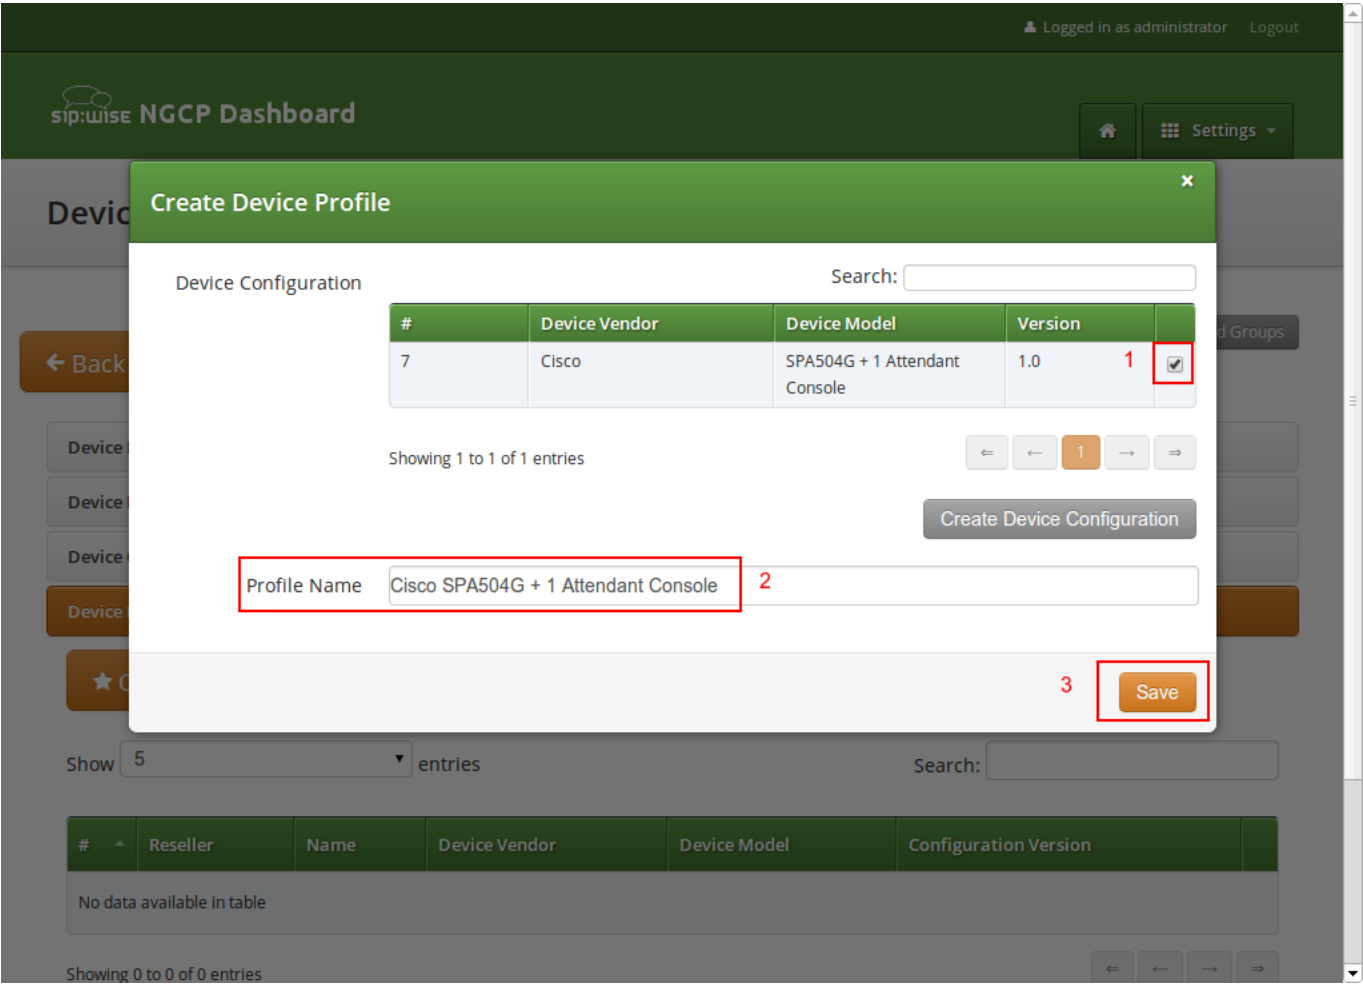 Logged in as administrator Logout
sip:wise NGCP Dashboard
Settings
Devic
Create Device Profile
×
Device Configuration
Search:
# Device Vendor Device Model Version
7 Cisco SPA504G + 1 Attendant Console 1.0 1
d Groups
← Back
Showing 1 to 1 of 1 entries
⇐ ← 1 → ⇒
Device
Device
Device
Device
Create Device Configuration
Profile Name Cisco SPA504G + 1 Attendant Console 2
3 Save
Show 5 entries
Search:
# Reseller Name Device Vendor Device Model Configuration Version
No data available in table
Showing 0 to 0 of 0 entries
⇐ ← → ⇒